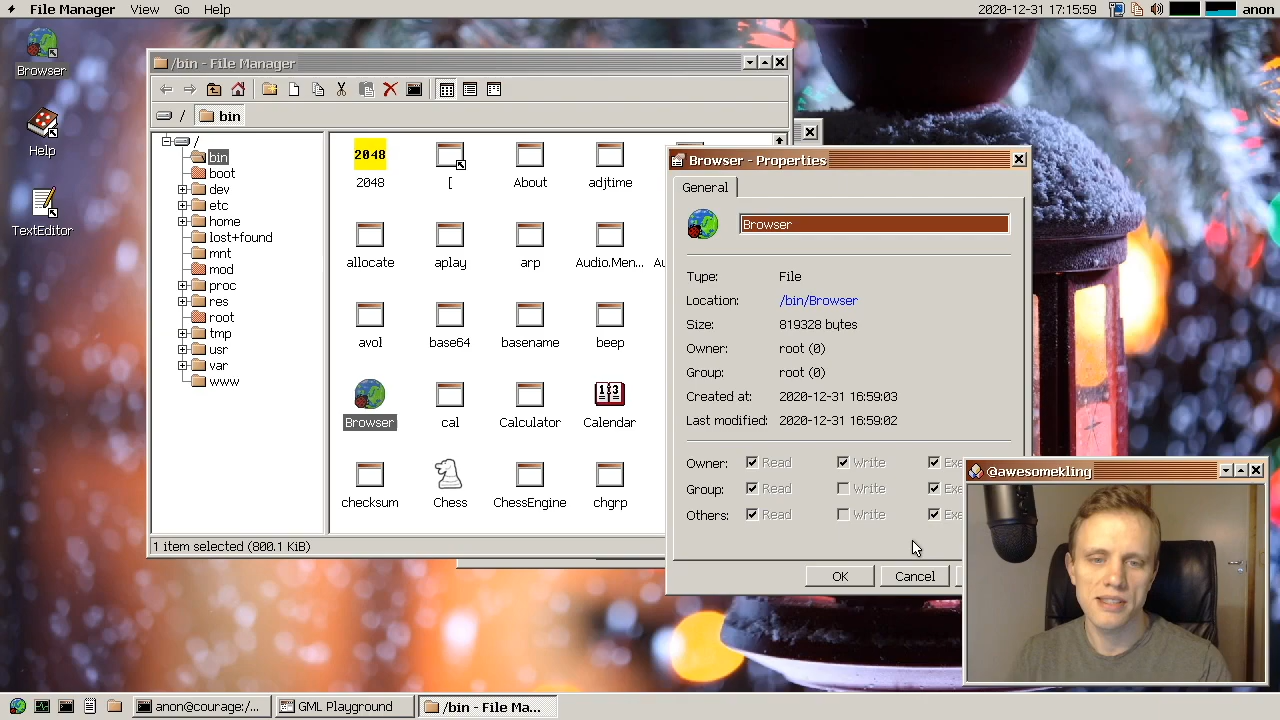 File Manager View Go Help 2020-12-31 17:15:59 anon
Browser
Help
TextEditor
/bin - File Manager
/ bin
/
bin
boot
dev
etc
home
lost+found
mnt
mod
proc
res
root
tmp
usr
var
www
2048
2048 [ About adjtime
allocate aplay arp Audio.Men...
avol base64 basename beep
Browser cal Calculator Calendar
checksum Chess ChessEngine chgrp
1 item selected (800.1 KiB)
Browser - Properties
General
Browser
Type: File
Location: /bin/Browser
Size: 819328 bytes
Owner: root (0)
Group: root (0)
Created at: 2020-12-31 16:59:03
Last modified: 2020-12-31 16:59:02
Owner: Read Write
Group: Read Write
Others: Read Write
OK Cancel
@awesomekling
anon@courage:/... GML Playground /bin - File Ma...